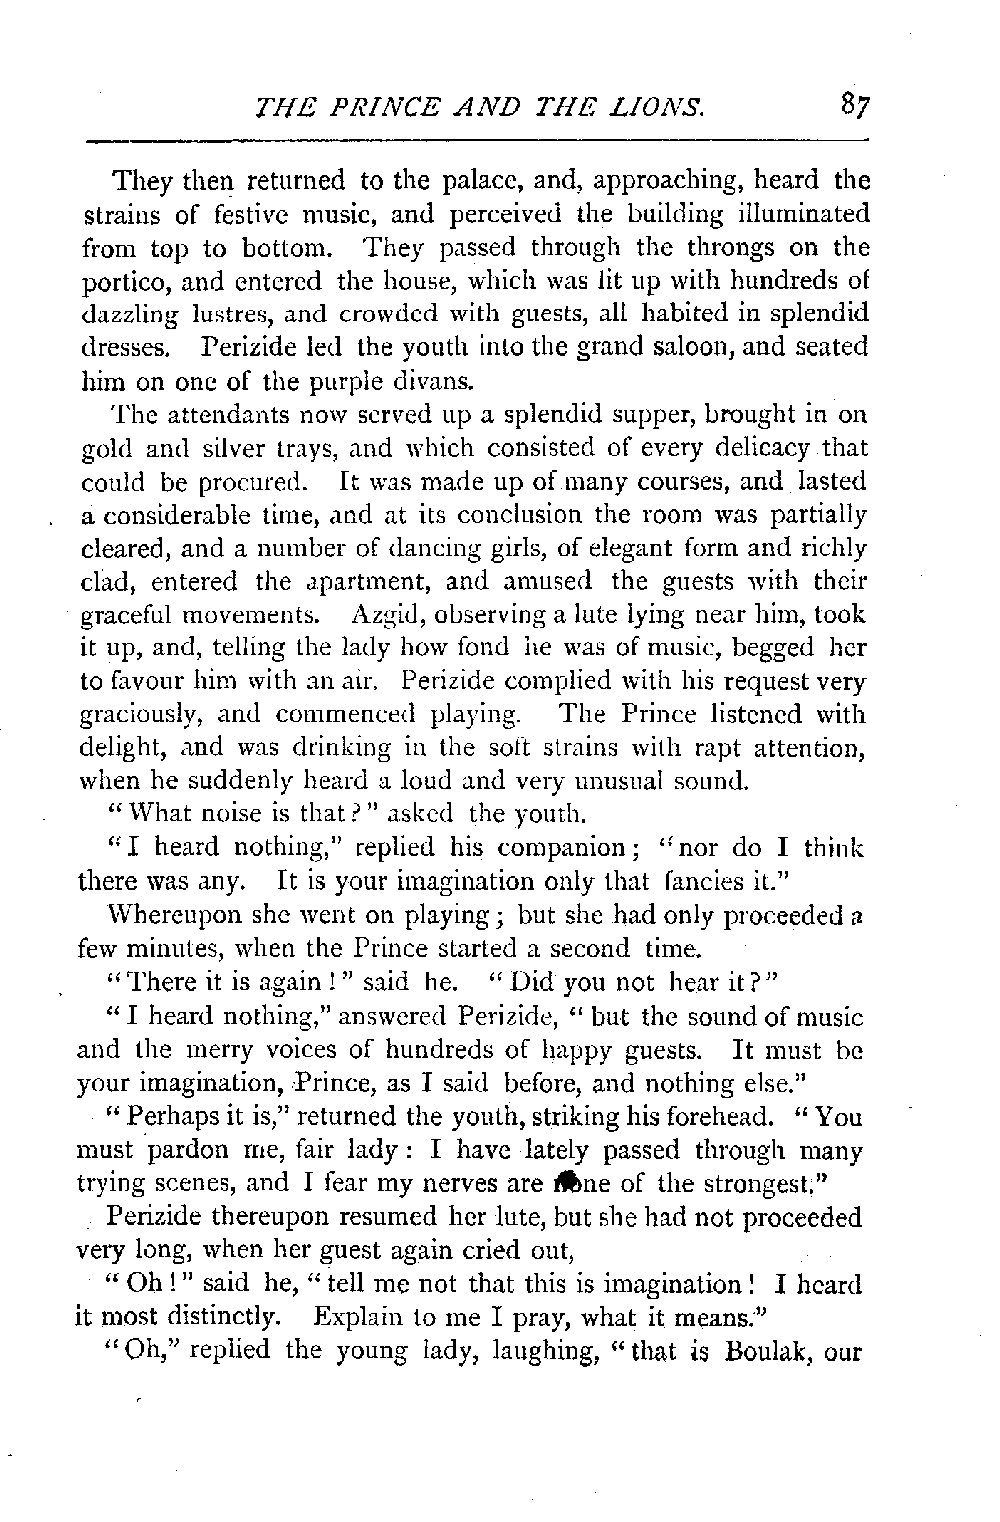 THE PRINCE AND THE LIONS. 87
They then returned to the palace, and, approaching, heard the
strains of festive music, and perceived the building illuminated
from top to bottom. They passed through the throngs on the
portico, and entered the house, which was lit up with hundreds of
dazzling lustres, and crowded with guests, all habited in splendid
dresses. Perizide led the youth into the grand saloon, and seated
him on one of the purple divans.
The attendants now served up a splendid supper, brought in on
gold and silver trays, and which consisted of every delicacy that
could be procured. It was made up of many courses, and lasted
a considerable time, and at its conclusion the room was partially
cleared, and a number of dancing girls, of elegant form and richly
clad, entered the apartment, and amused the guests with their
graceful movements. Azgid, observing a lute lying near him, took
it up, and, telling the lady how fond he was of music, begged her
to favour him with an air. Perizide complied with his request very
graciously, and commenced playing. The Prince listened with
delight, and was drinking in the soft strains with rapt attention,
when he suddenly heard a loud and very unusual sound.
"What noise is that?" asked the youth.
"I heard nothing," replied his companion; "nor do I think
there was any. It is your imagination only that fancies it."
Whereupon she went on playing; but she had only proceeded a
few minutes, when the Prince started a second time.
"There it is again!" said he. "Did you not hear it?"
"I heard nothing," answered Perizide, "but the sound of music
and the merry voices of hundreds of happy guests. It must be
your imagination, Prince, as I said before, and nothing else."
"Perhaps it is," returned the youth, striking his forehead. "You
must pardon me, fair lady: I have lately passed through many
trying scenes, and I fear my nerves are none of the strongest."
Perizide thereupon resumed her lute, but she had not proceeded
very long, when her guest again cried out,
"Oh!" said he, "tell me not that this is imagination! I heard
it most distinctly. Explain to me I pray, what it means."
"Oh," replied the young lady, laughing, "that is Boulak, our